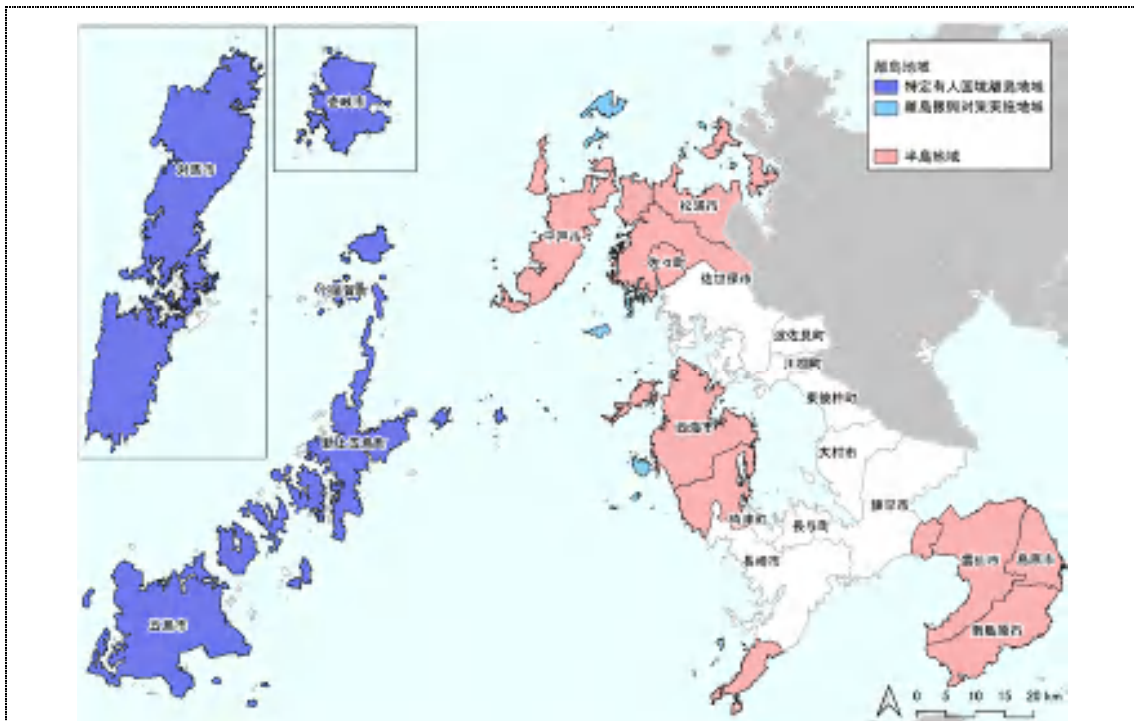 離島地域
特定有人国境離島地域
離島振興対策実施地域
半島地域
対馬市
壱岐市
小値賀町
新上五島町
五島市
平戸市
松浦市
佐々町
佐世保市
波佐見町
川棚町
東彼杵町
大村市
諫早市
西海市
時津町
長与町
長崎市
雲仙市
島原市
南島原市
0 5 10 15 20 km